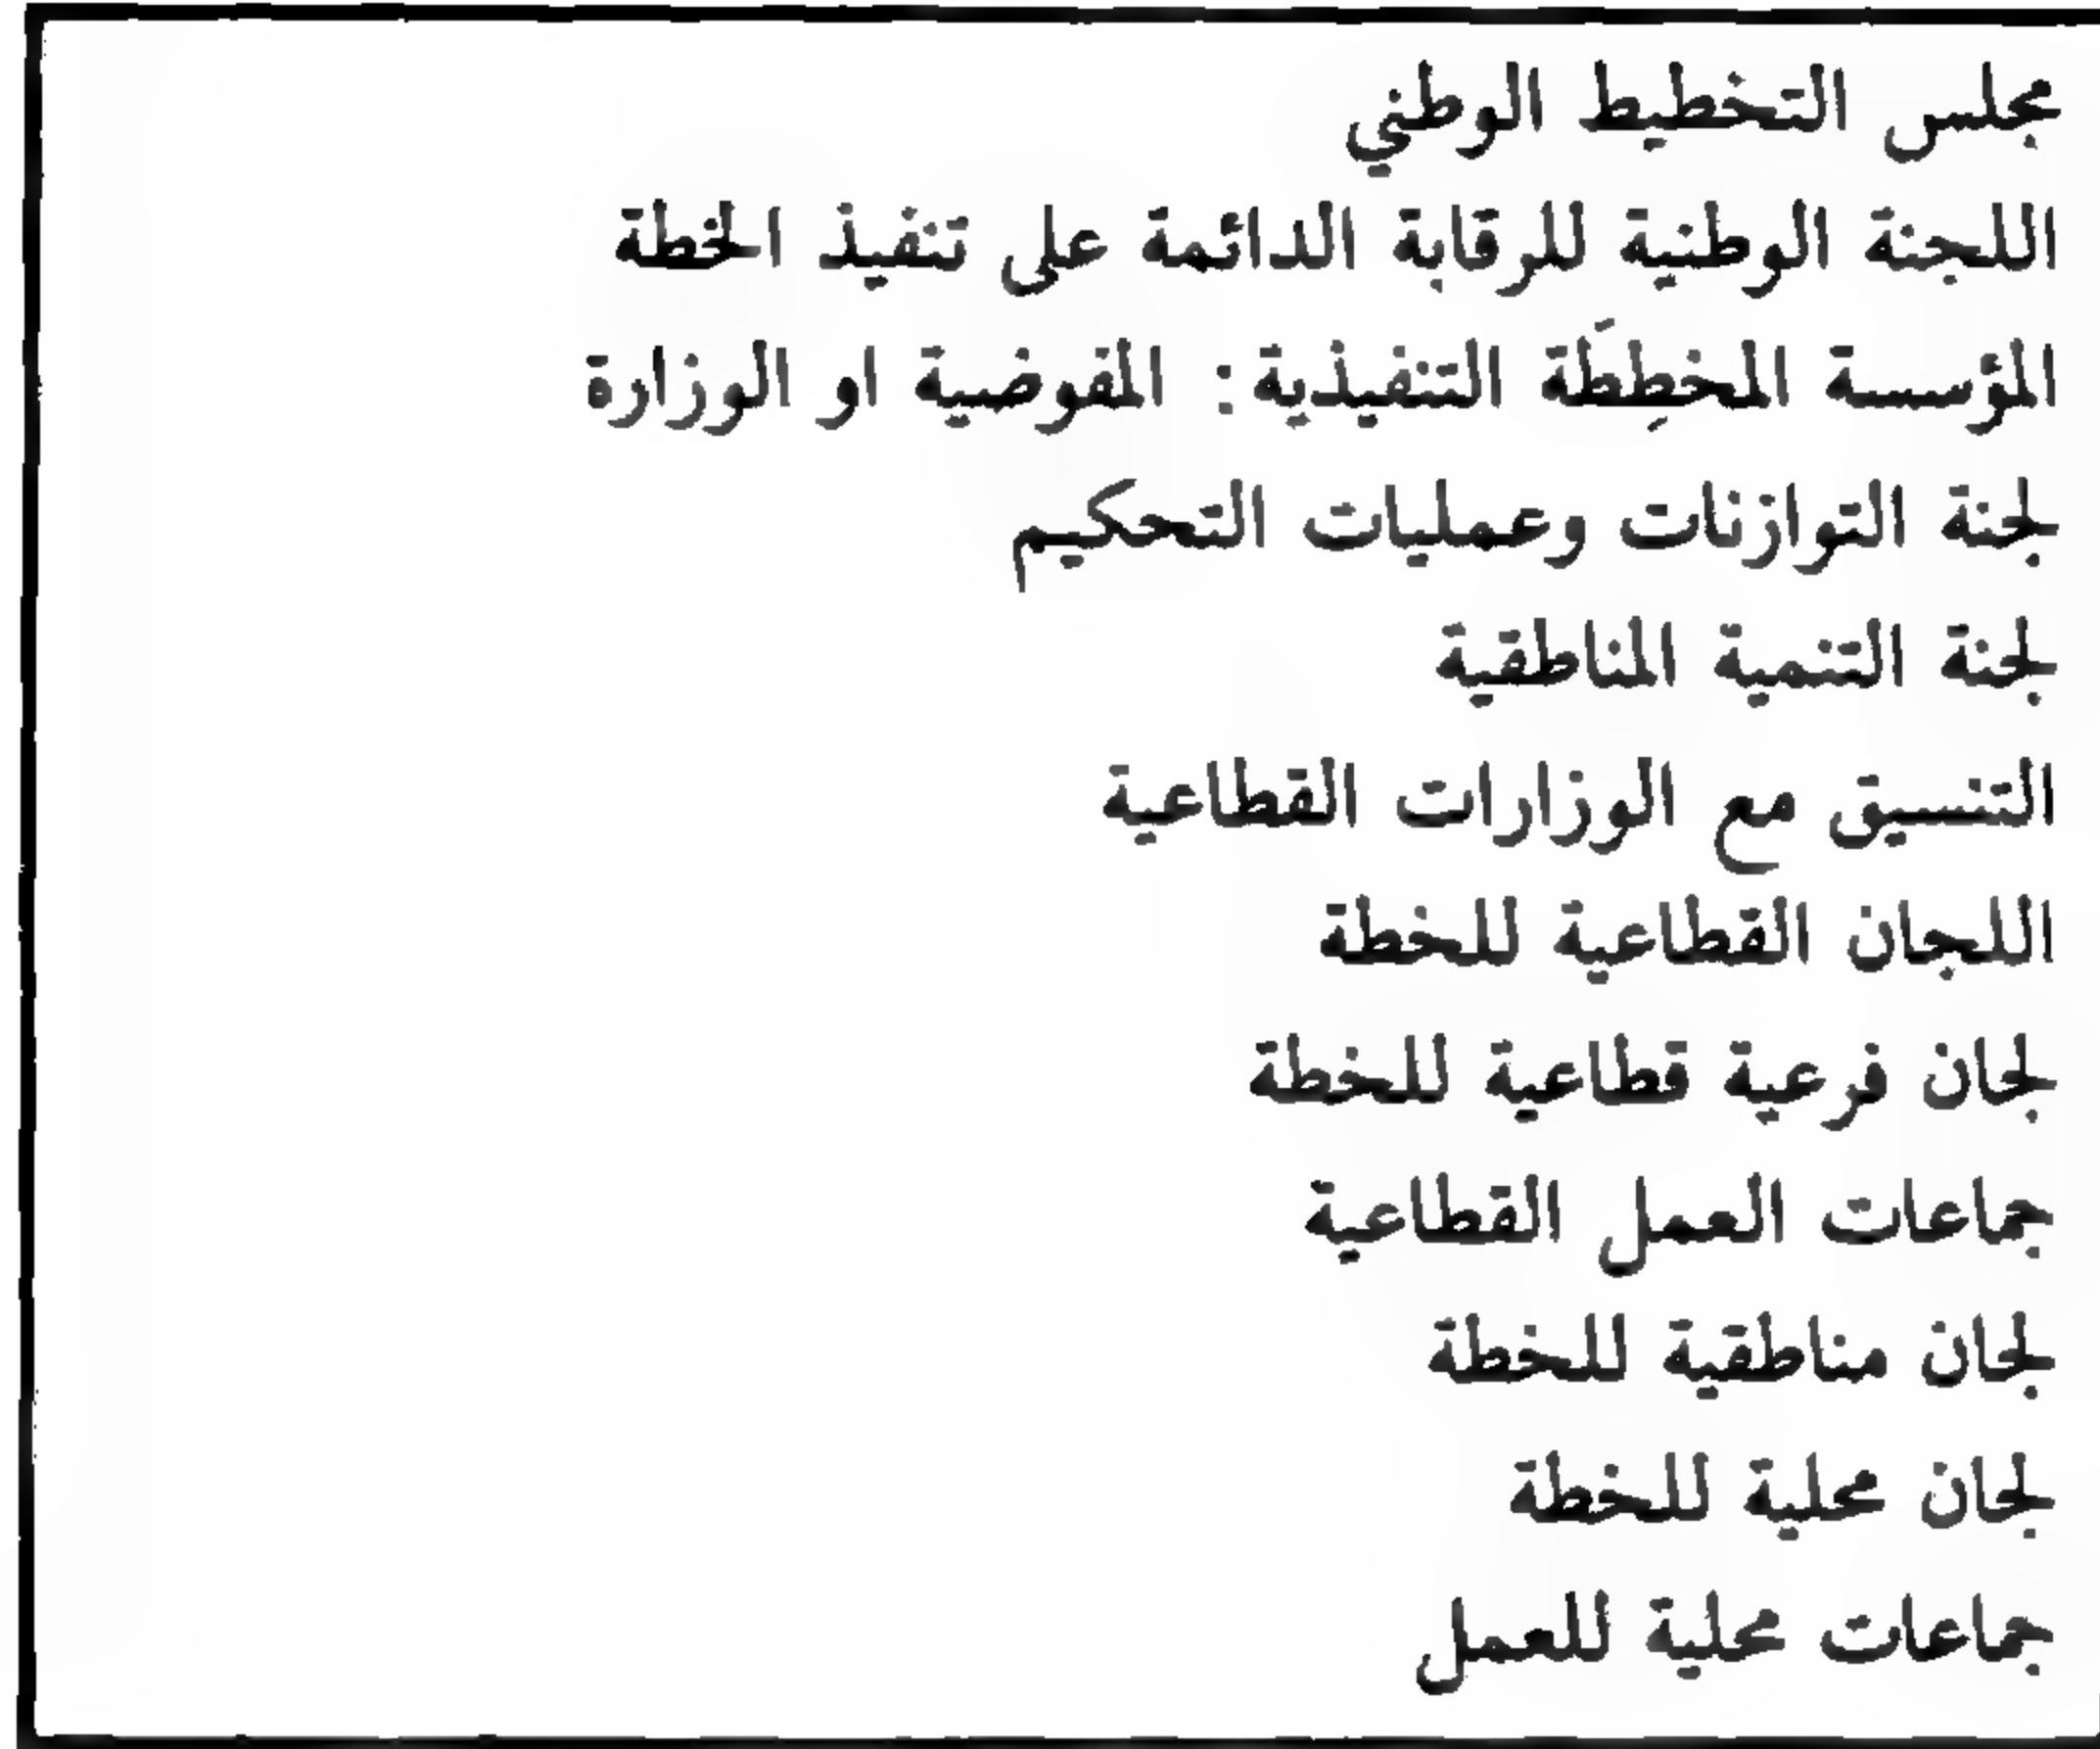 مجلس التخطيط الوطني
اللجنة الوطنية للرقابة الدائمة على تنفيذ الخطة
المؤسسة المخطِطَة التنفيذية: المفوضية او الوزارة
لجنة التوازنات وعمليات التحكيم
لجنة التنمية المناطقية
التنسيق مع الوزارات القطاعية
اللجان القطاعية للخطة
لجان فرعية قطاعية للخطة
جماعات العمل القطاعية
لجان مناطقية للخطة
لجان محلية للخطة
جماعات محلية للعمل